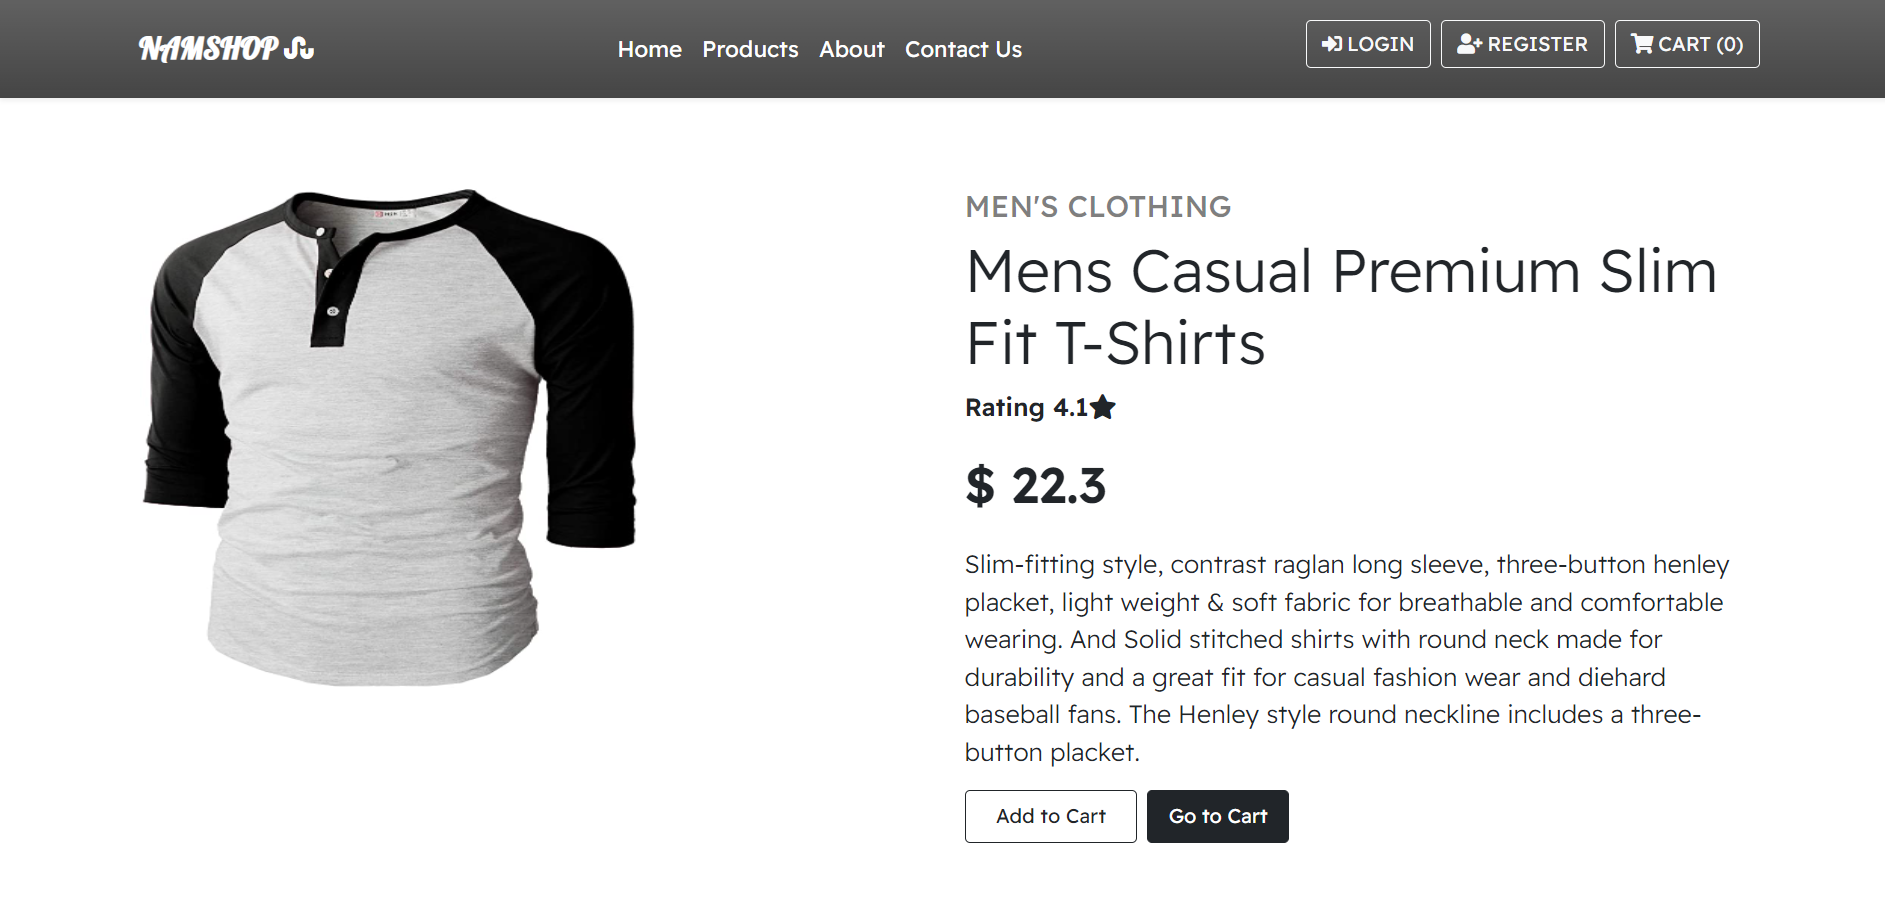 NAMSHOP
Home Products About Contact Us
LOGIN REGISTER CART (0)
MEN'S CLOTHING
Mens Casual Premium Slim
Fit T-Shirts
Rating 4.1
$ 22.3
Slim-fitting style, contrast raglan long sleeve, three-button henley
placket, light weight & soft fabric for breathable and comfortable
wearing. And Solid stitched shirts with round neck made for
durability and a great fit for casual fashion wear and diehard
baseball fans. The Henley style round neckline includes a three-
button placket.
Add to Cart Go to Cart